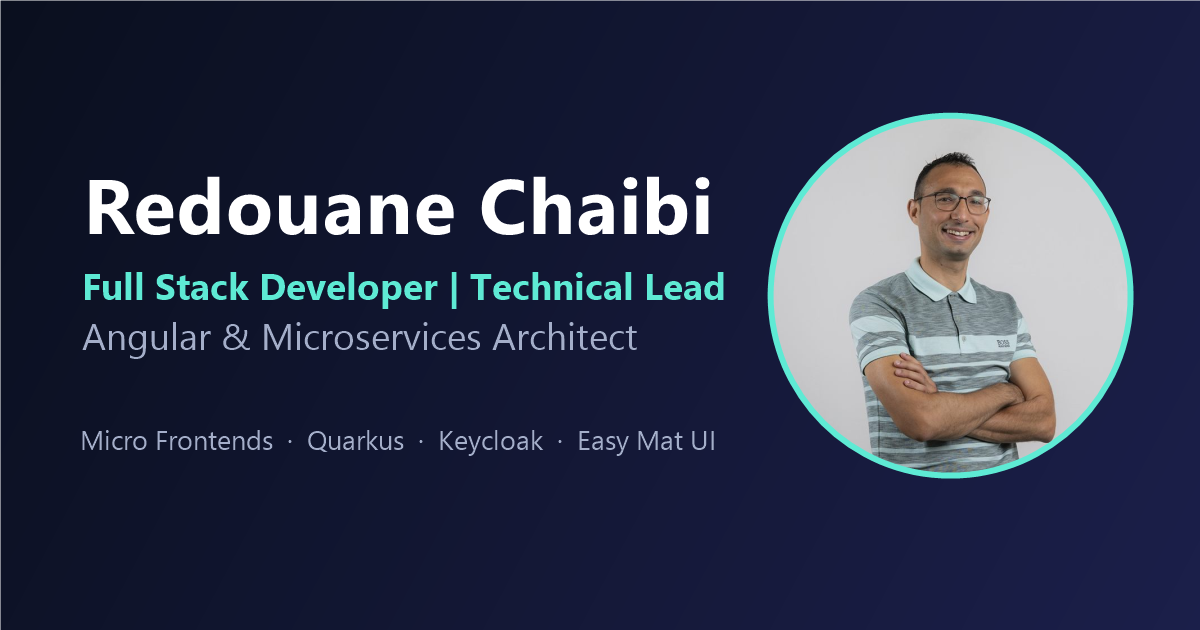 Redouane Chaibi
Full Stack Developer | Technical Lead
Angular & Microservices Architect
Micro Frontends · Quarkus · Keycloak · Easy Mat UI